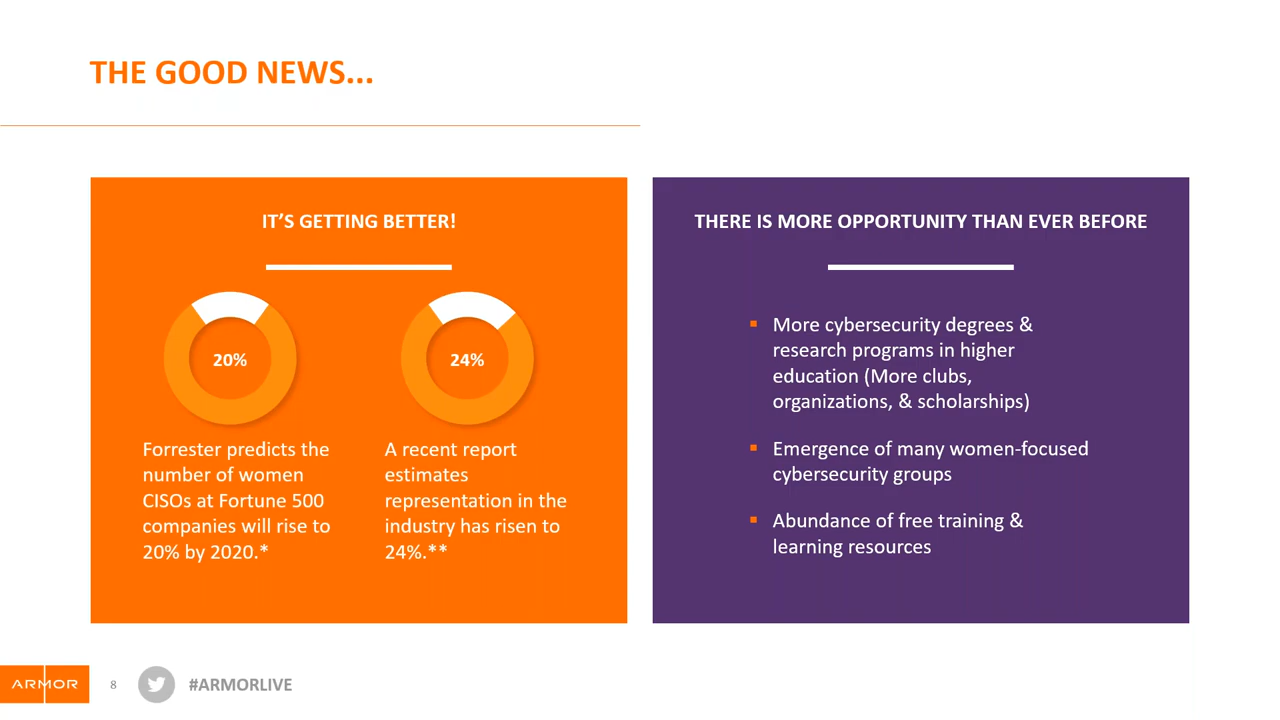 THE GOOD NEWS...
IT’S GETTING BETTER!
20%
24%
Forrester predicts the
number of women
CISOs at Fortune 500
companies will rise to
20% by 2020.*
A recent report
estimates
representation in the
industry has risen to
24%.**
THERE IS MORE OPPORTUNITY THAN EVER BEFORE
▪ More cybersecurity degrees &
research programs in higher
education (More clubs,
organizations, & scholarships)
▪ Emergence of many women-focused
cybersecurity groups
▪ Abundance of free training &
learning resources
ARMOR
8
#ARMORLIVE